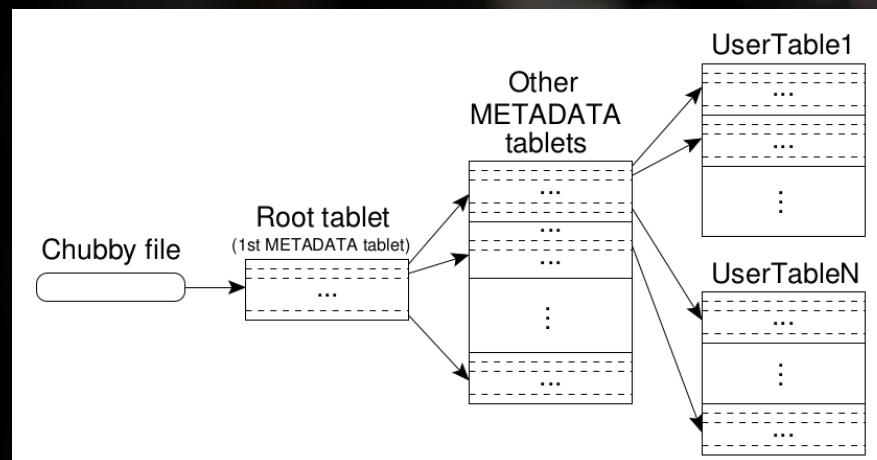 Chubby file
Root tablet
(1st METADATA tablet)
...
Other
METADATA
tablets
...
...
...
⋮
...
UserTable1
...
...
⋮
UserTableN
...
⋮
...